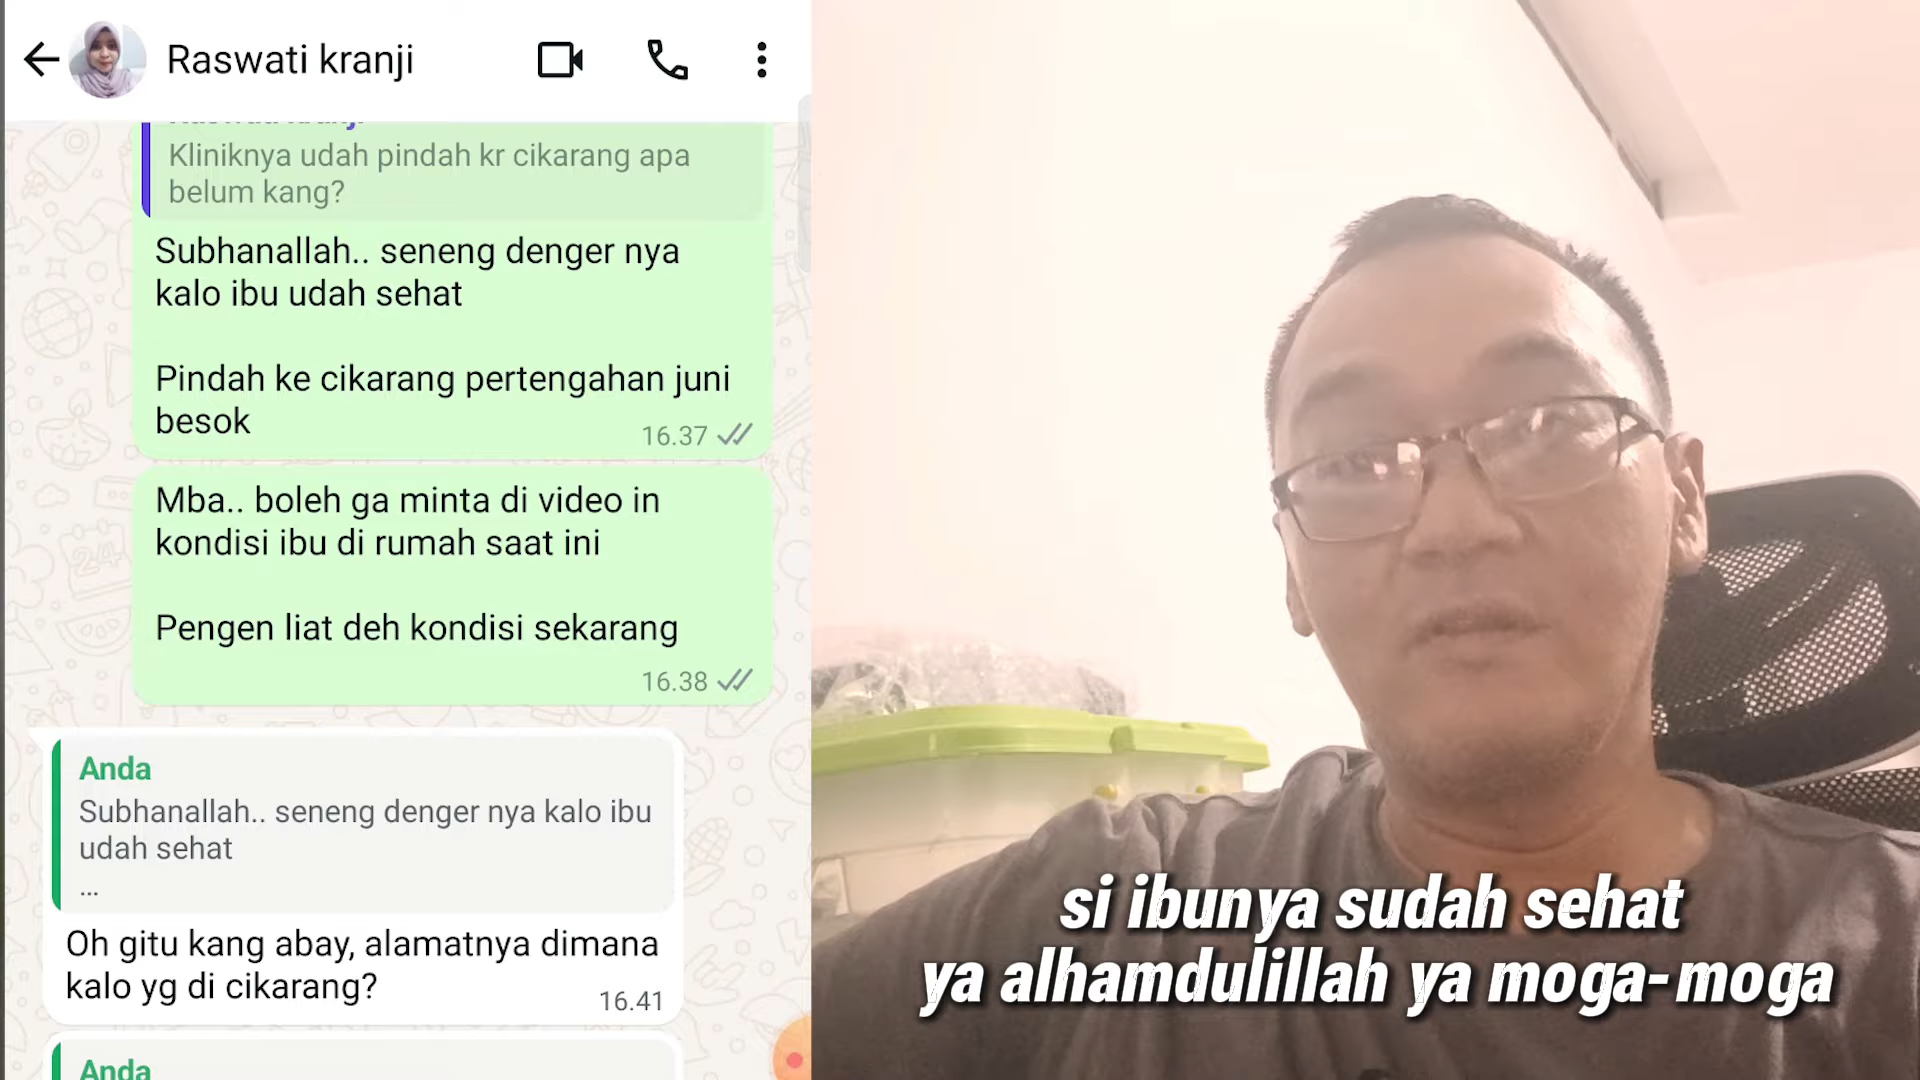 Raswati kranji
Kliniknya udah pindah kr cikarang apa
belum kang?
Subhanallah.. seneng denger nya
kalo ibu udah sehat
Pindah ke cikarang pertengahan juni
besok
16.37
Mba.. boleh ga minta di video in
kondisi ibu di rumah saat ini
Pengen liat deh kondisi sekarang
16.38
Anda
Subhanallah.. seneng denger nya kalo ibu
udah sehat
...
Oh gitu kang abay, alamatnya dimana
kalo yg di cikarang?
16.41
Anda
si ibunya sudah sehat
ya alhamdulillah ya moga-moga